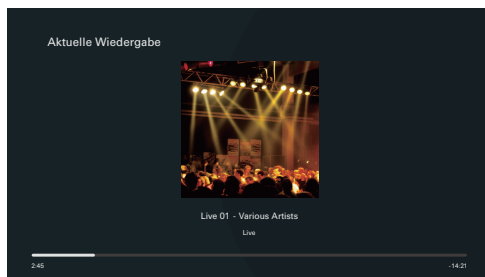 Aktuelle Wiedergabe
Live 01 - Various Artists
Live
2:45
-14:21